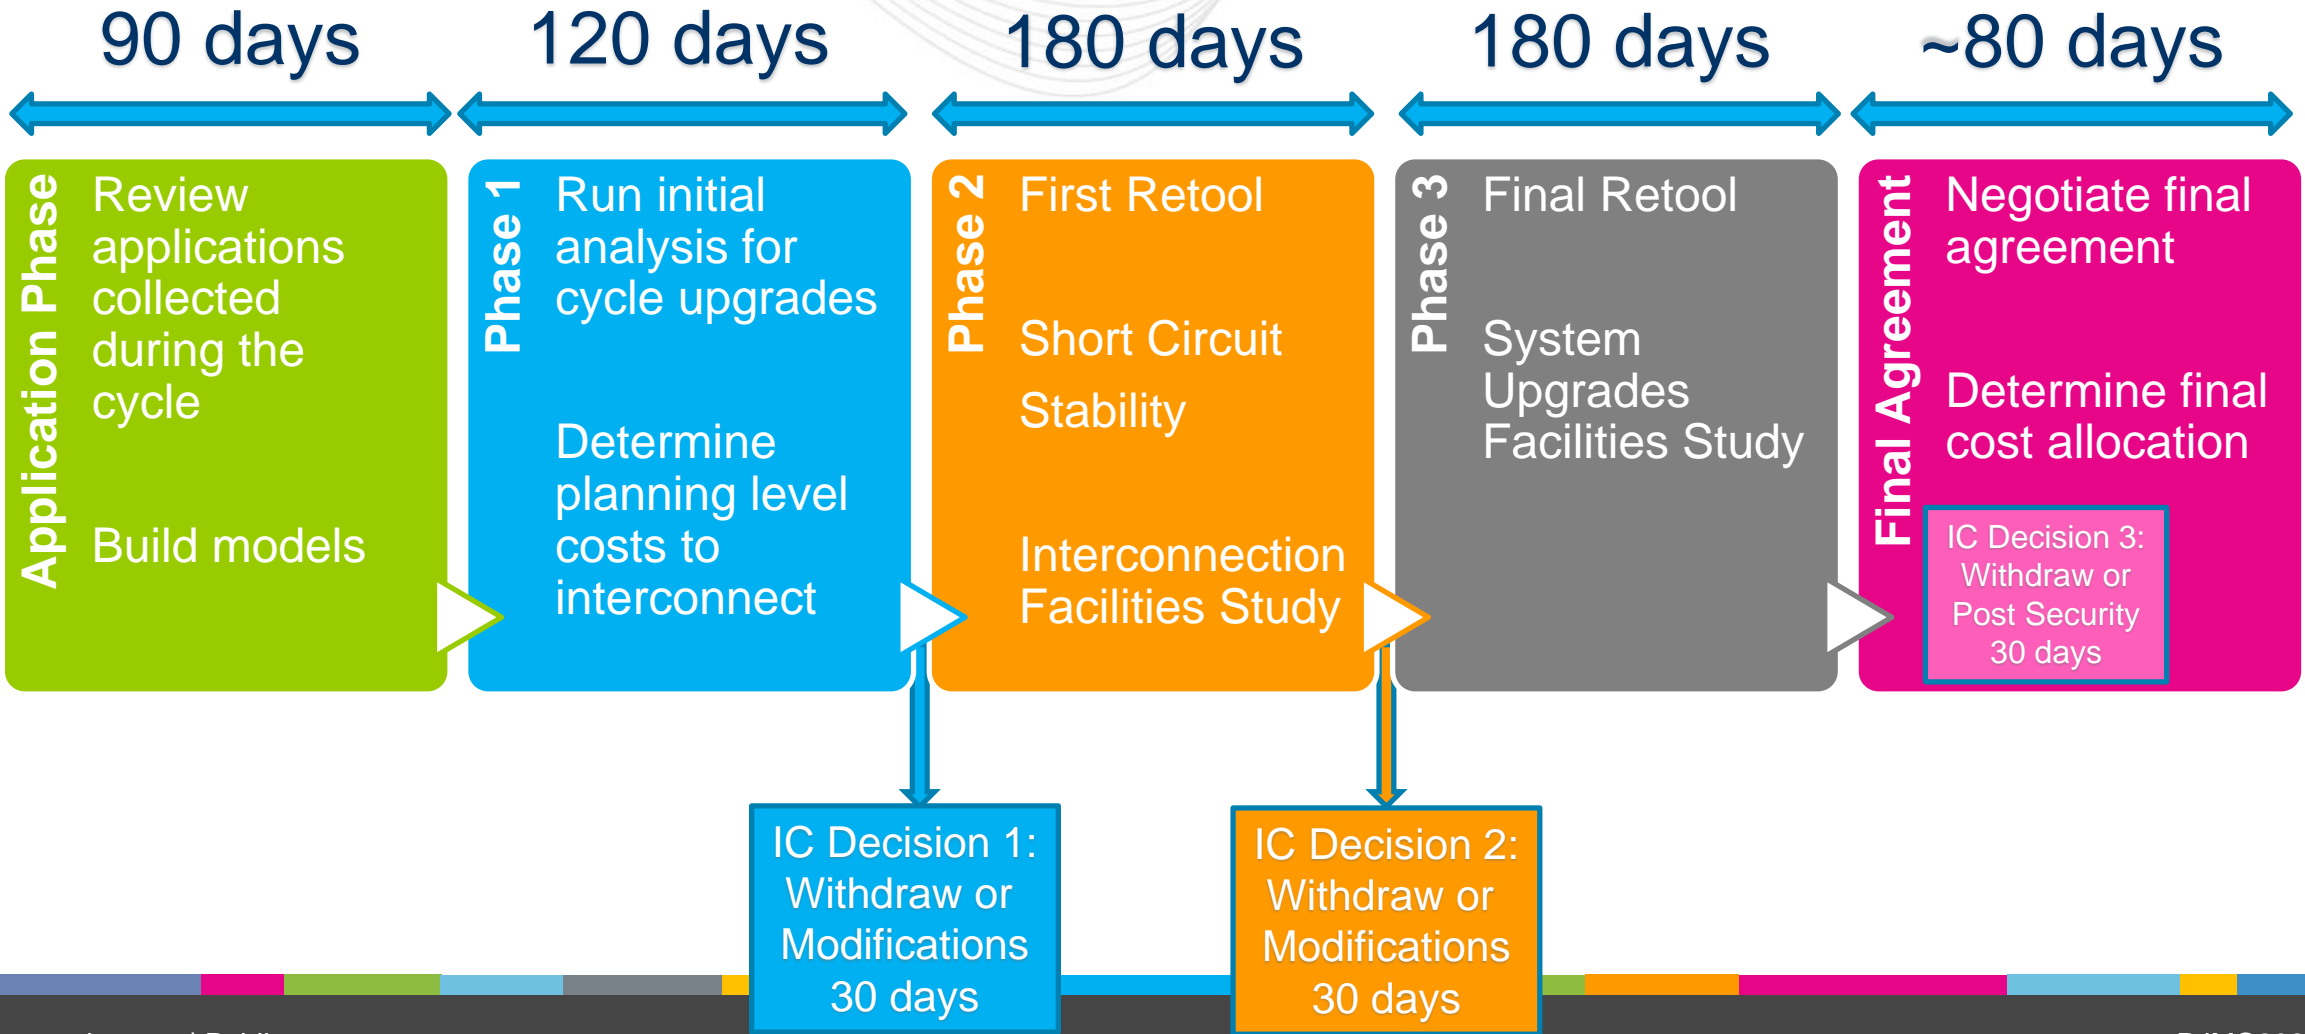 90 days
120 days
180 days
180 days
~80 days
Application Phase
Review
applications
collected
during the
cycle
Build models
Phase 1
Run initial
analysis for
cycle upgrades
Determine
planning level
costs to
interconnect
Phase 2
First Retool
Short Circuit
Stability
Interconnection
Facilities Study
Phase 3
Final Retool
System
Upgrades
Facilities Study
Final Agreement
Negotiate final
agreement
Determine final
cost allocation
IC Decision 3:
Withdraw or
Post Security
30 days
IC Decision 1:
Withdraw or
Modifications
30 days
IC Decision 2:
Withdraw or
Modifications
30 days